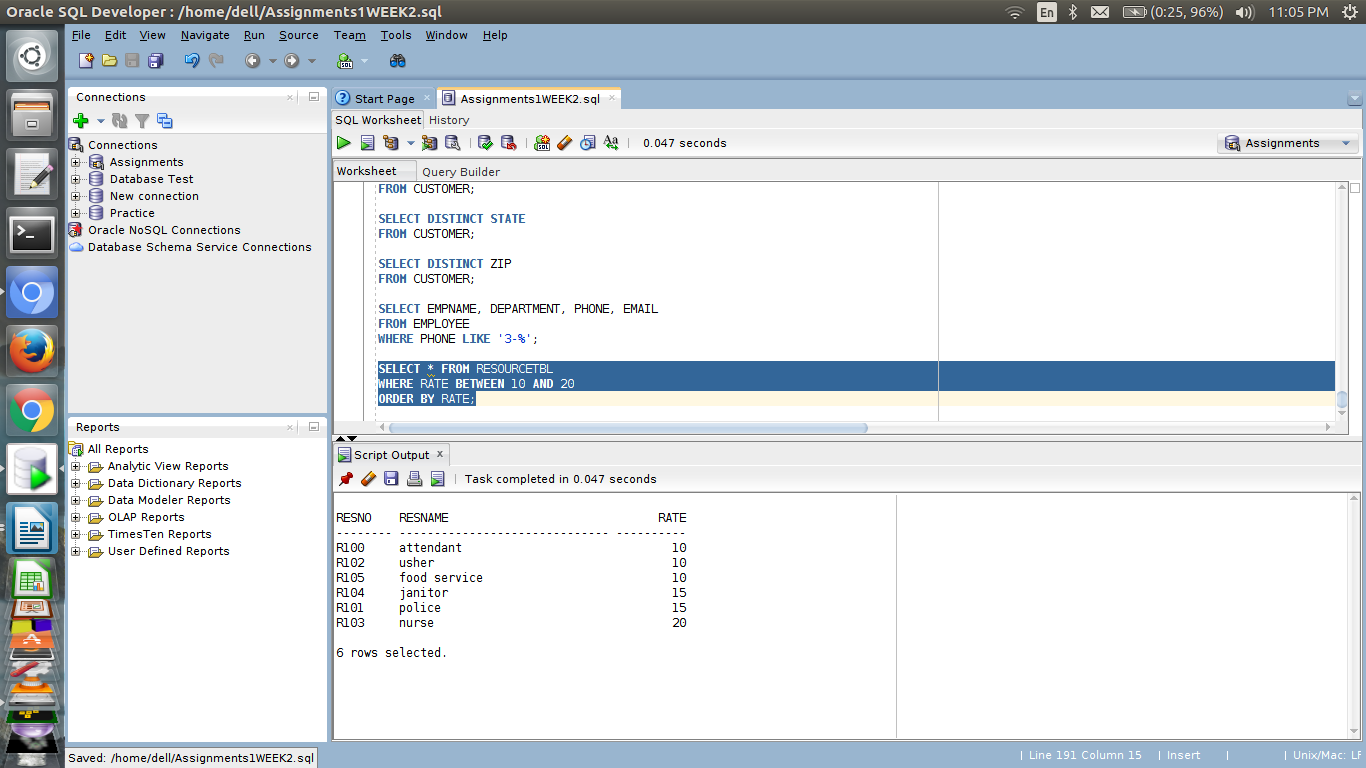 Oracle SQL Developer : /home/dell/Assignments1WEEK2.sql
En
(0:25, 96%)
11:05 PM
File Edit View Navigate Run Source Team Tools Window Help
Connections
Connections
Assignments
Database Test
New connection
Practice
Oracle NoSQL Connections
Database Schema Service Connections
Reports
All Reports
Analytic View Reports
Data Dictionary Reports
Data Modeler Reports
OLAP Reports
TimesTen Reports
User Defined Reports
Start Page
Assignments1WEEK2.sql
SQL Worksheet History
0.047 seconds
Assignments
Worksheet Query Builder
FROM CUSTOMER;
SELECT DISTINCT STATE
FROM CUSTOMER;
SELECT DISTINCT ZIP
FROM CUSTOMER;
SELECT EMPNAME, DEPARTMENT, PHONE, EMAIL
FROM EMPLOYEE
WHERE PHONE LIKE '3-%';
SELECT * FROM RESOURCETBL
WHERE RATE BETWEEN 10 AND 20
ORDER BY RATE;
Script Output
Task completed in 0.047 seconds
RESNO RESNAME RATE
-------- ------------------------------ ----------
R100 attendant 10
R102 usher 10
R105 food service 10
R104 janitor 15
R101 police 15
R103 nurse 20
6 rows selected.
Saved: /home/dell/Assignments1WEEK2.sql
Line 191 Column 15
Insert
Unix/Mac: LF